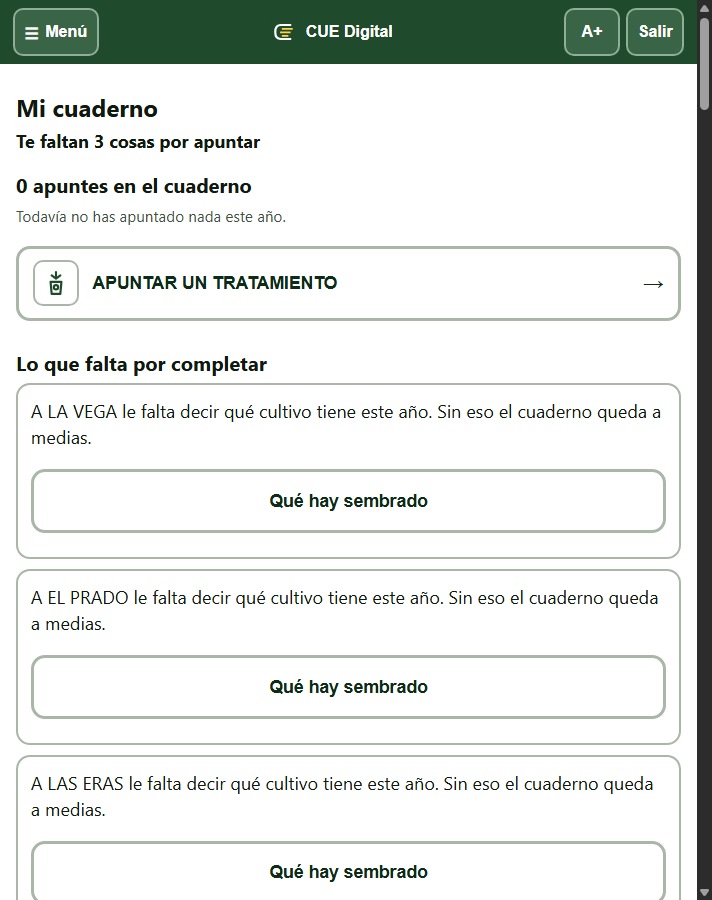 Menú
CUE Digital
A+
Salir
Mi cuaderno
Te faltan 3 cosas por apuntar
0 apuntes en el cuaderno
Todavía no has apuntado nada este año.
APUNTAR UN TRATAMIENTO →
Lo que falta por completar
A LA VEGA le falta decir qué cultivo tiene este año. Sin eso el cuaderno queda a
medias.
Qué hay sembrado
A EL PRADO le falta decir qué cultivo tiene este año. Sin eso el cuaderno queda
a medias.
Qué hay sembrado
A LAS ERAS le falta decir qué cultivo tiene este año. Sin eso el cuaderno queda
a medias.
Qué hay sembrado